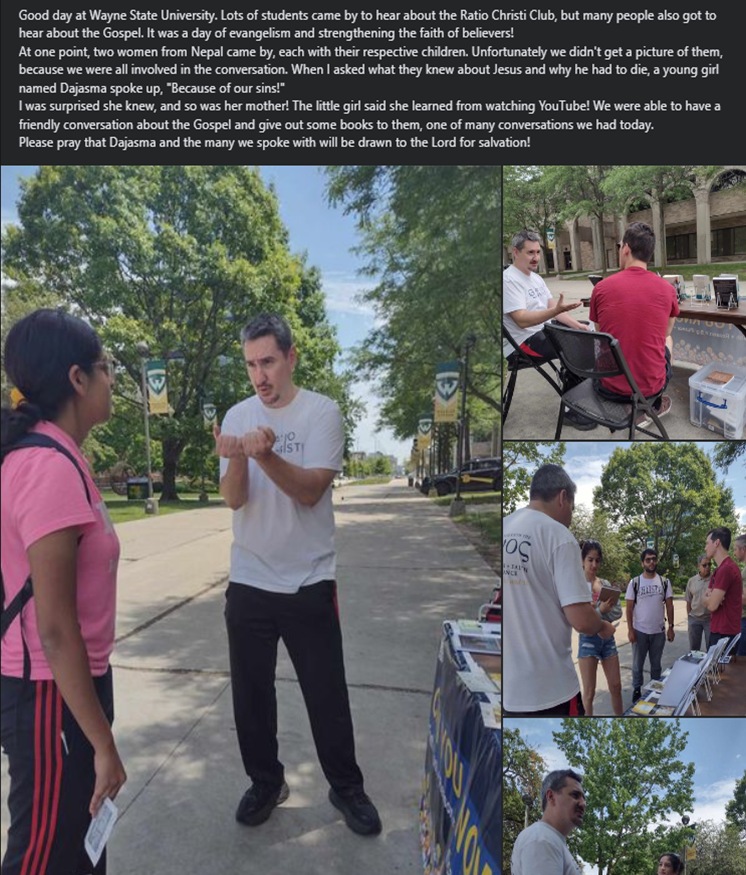 Good day at Wayne State University. Lots of students came by to hear about the Ratio Christi Club, but many people also got to
hear about the Gospel. It was a day of evangelism and strengthening the faith of believers!
At one point, two women from Nepal came by, each with their respective children. Unfortunately we didn't get a picture of them,
because we were all involved in the conversation. When I asked what they knew about Jesus and why he had to die, a young girl
named Dajasma spoke up, "Because of our sins!"
I was surprised she knew, and so was her mother! The little girl said she learned from watching YouTube! We were able to have a
friendly conversation about the Gospel and give out some books to them, one of many conversations we had today.
Please pray that Dajasma and the many we spoke with will be drawn to the Lord for salvation!
YOU